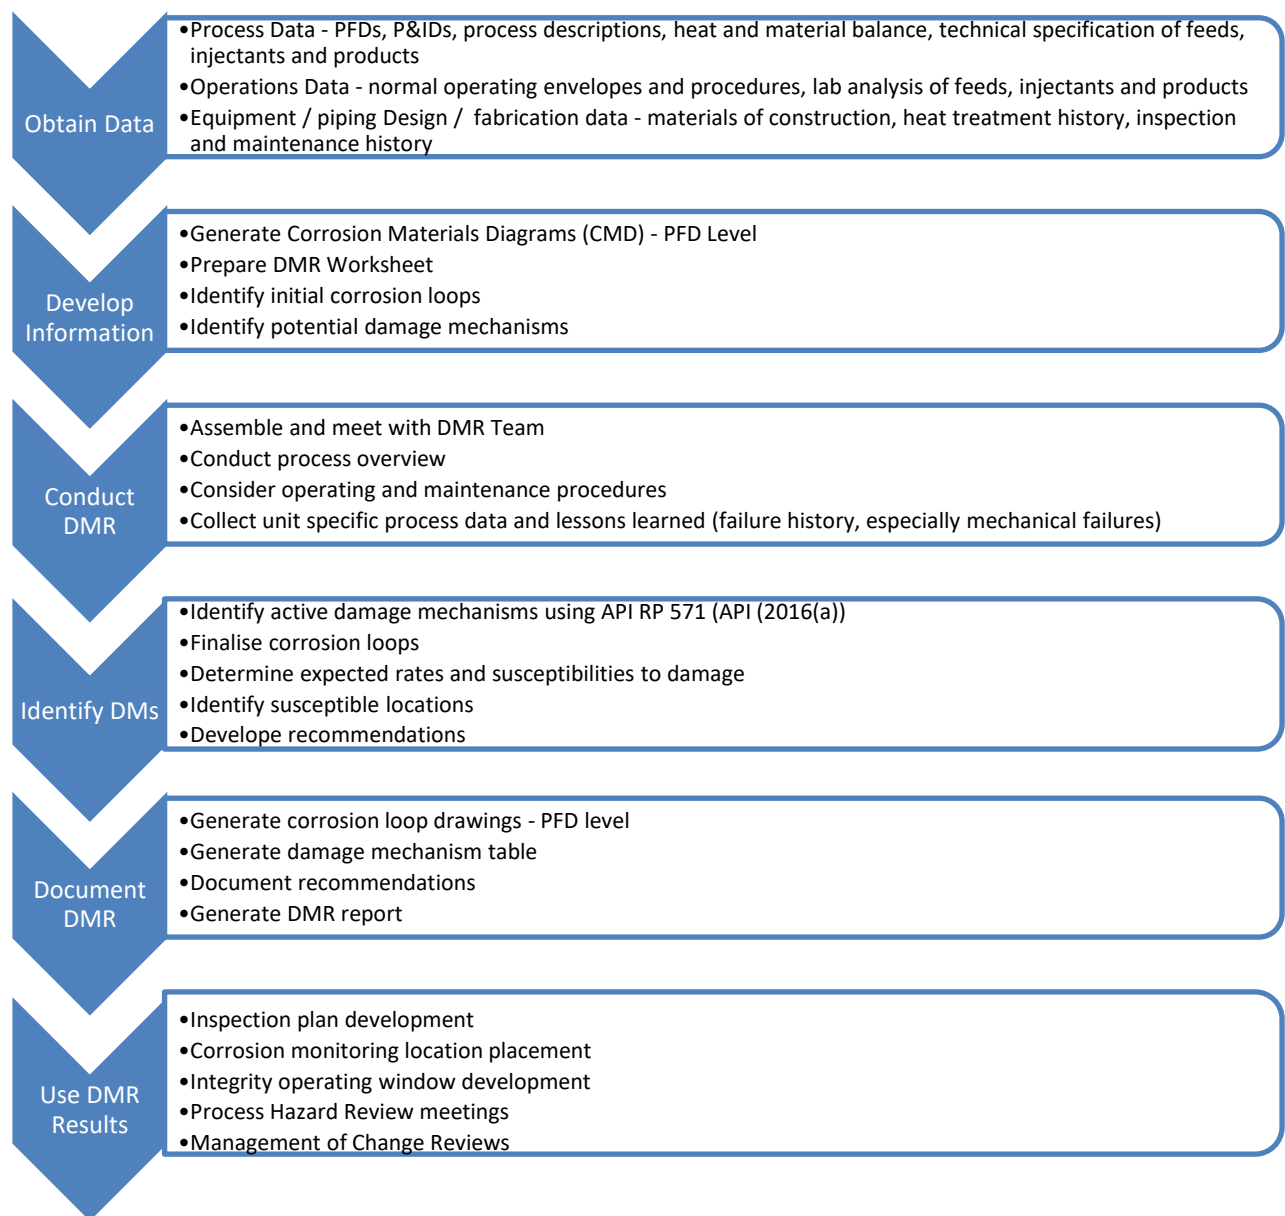 Obtain Data
•Process Data - PFDs, P&IDs, process descriptions, heat and material balance, technical specification of feeds,
injectants and products
•Operations Data - normal operating envelopes and procedures, lab analysis of feeds, injectants and products
•Equipment / piping Design / fabrication data - materials of construction, heat treatment history, inspection
and maintenance history
Develop
Information
•Generate Corrosion Materials Diagrams (CMD) - PFD Level
•Prepare DMR Worksheet
•Identify initial corrosion loops
•Identify potential damage mechanisms
Conduct
DMR
•Assemble and meet with DMR Team
•Conduct process overview
•Consider operating and maintenance procedures
•Collect unit specific process data and lessons learned (failure history, especially mechanical failures)
Identify DMs
•Identify active damage mechanisms using API RP 571 (API (2016(a))
•Finalise corrosion loops
•Determine expected rates and susceptibilities to damage
•Identify susceptible locations
•Develope recommendations
Document
DMR
•Generate corrosion loop drawings - PFD level
•Generate damage mechanism table
•Document recommendations
•Generate DMR report
Use DMR
Results
•Inspection plan development
•Corrosion monitoring location placement
•Integrity operating window development
•Process Hazard Review meetings
•Management of Change Reviews